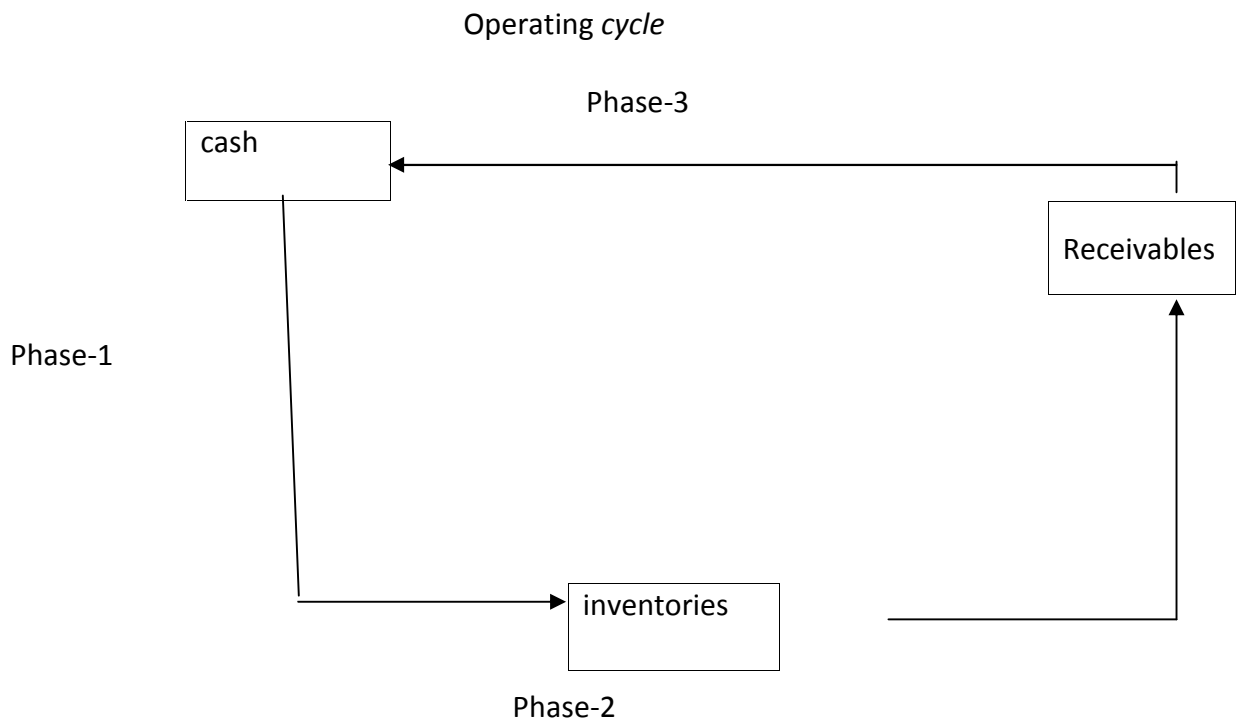 Operating cycle
Phase-3
cash
Receivables
Phase-1
inventories
Phase-2